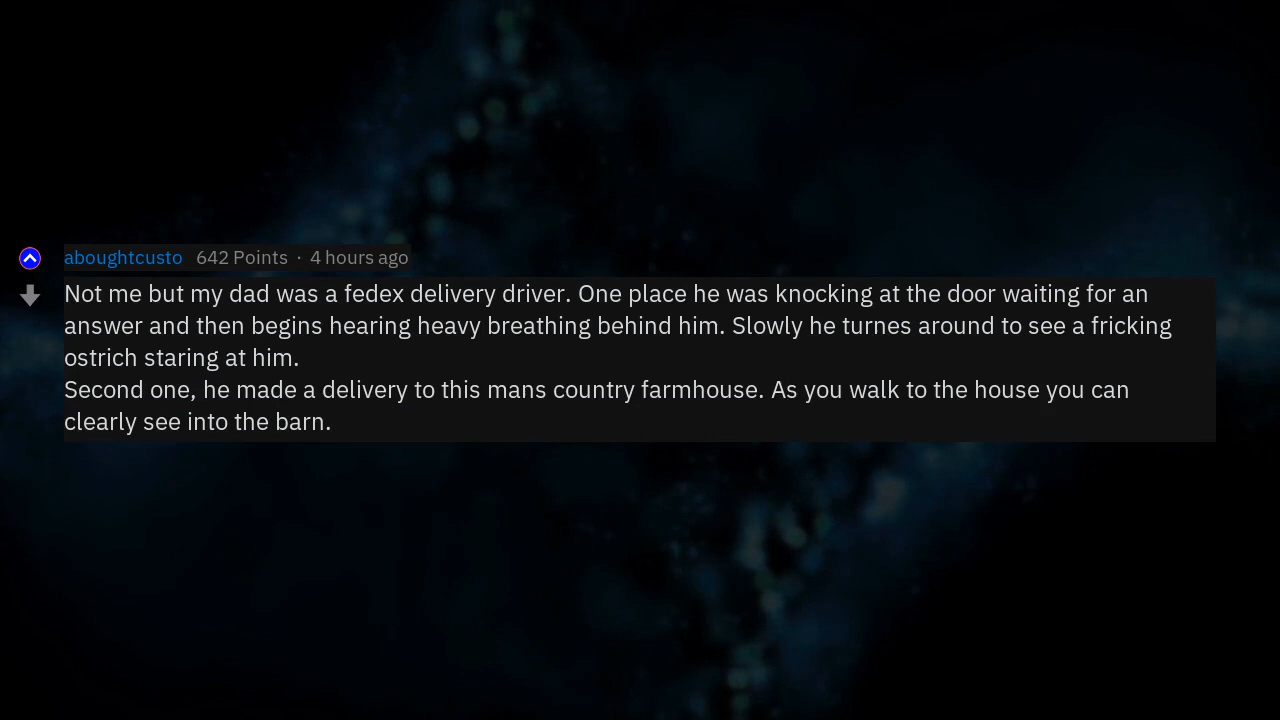 aboughtcusto 642 Points · 4 hours ago
Not me but my dad was a fedex delivery driver. One place he was knocking at the door waiting for an
answer and then begins hearing heavy breathing behind him. Slowly he turnes around to see a fricking
ostrich staring at him.
Second one, he made a delivery to this mans country farmhouse. As you walk to the house you can
clearly see into the barn.